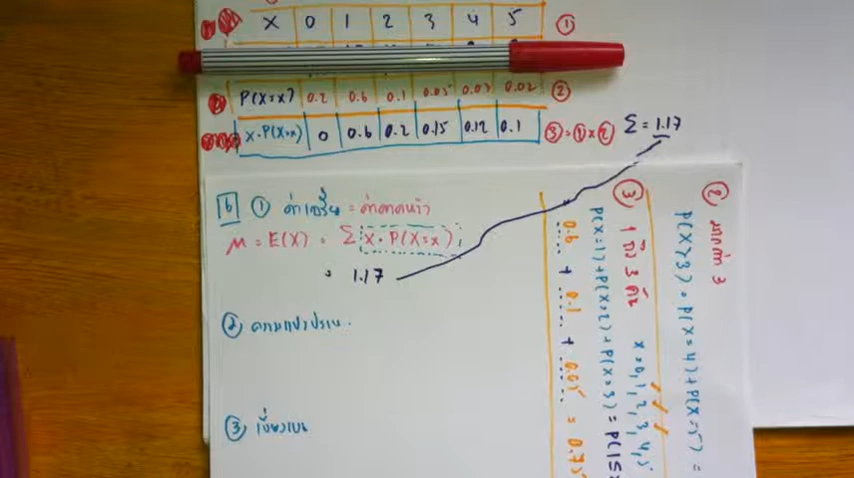 X 0 1 2 3 4 5 ①
P(X=x) 0.2 0.6 0.1 0.05 0.03 0.02 ②
X·P(X=x) 0 0.6 0.2 0.15 0.12 0.1 ③=①×② Σ = 1.17
b ① ค่าเฉลี่ย = ค่าคาดหวัง
μ = E(X) = Σ X·P(X=x)
= 1.17
② ความแปรปรวน
③ เบี่ยงเบน
② มากกว่า 3
P(X>3) = P(X=4)+P(X=5) =
③ 1 ถึง 3 คัน X=0,1,2,3,4,5
P(X=1)+P(X=2)+P(X=3) = P(1≤
0.6 + 0.1 + 0.05 = 0.75